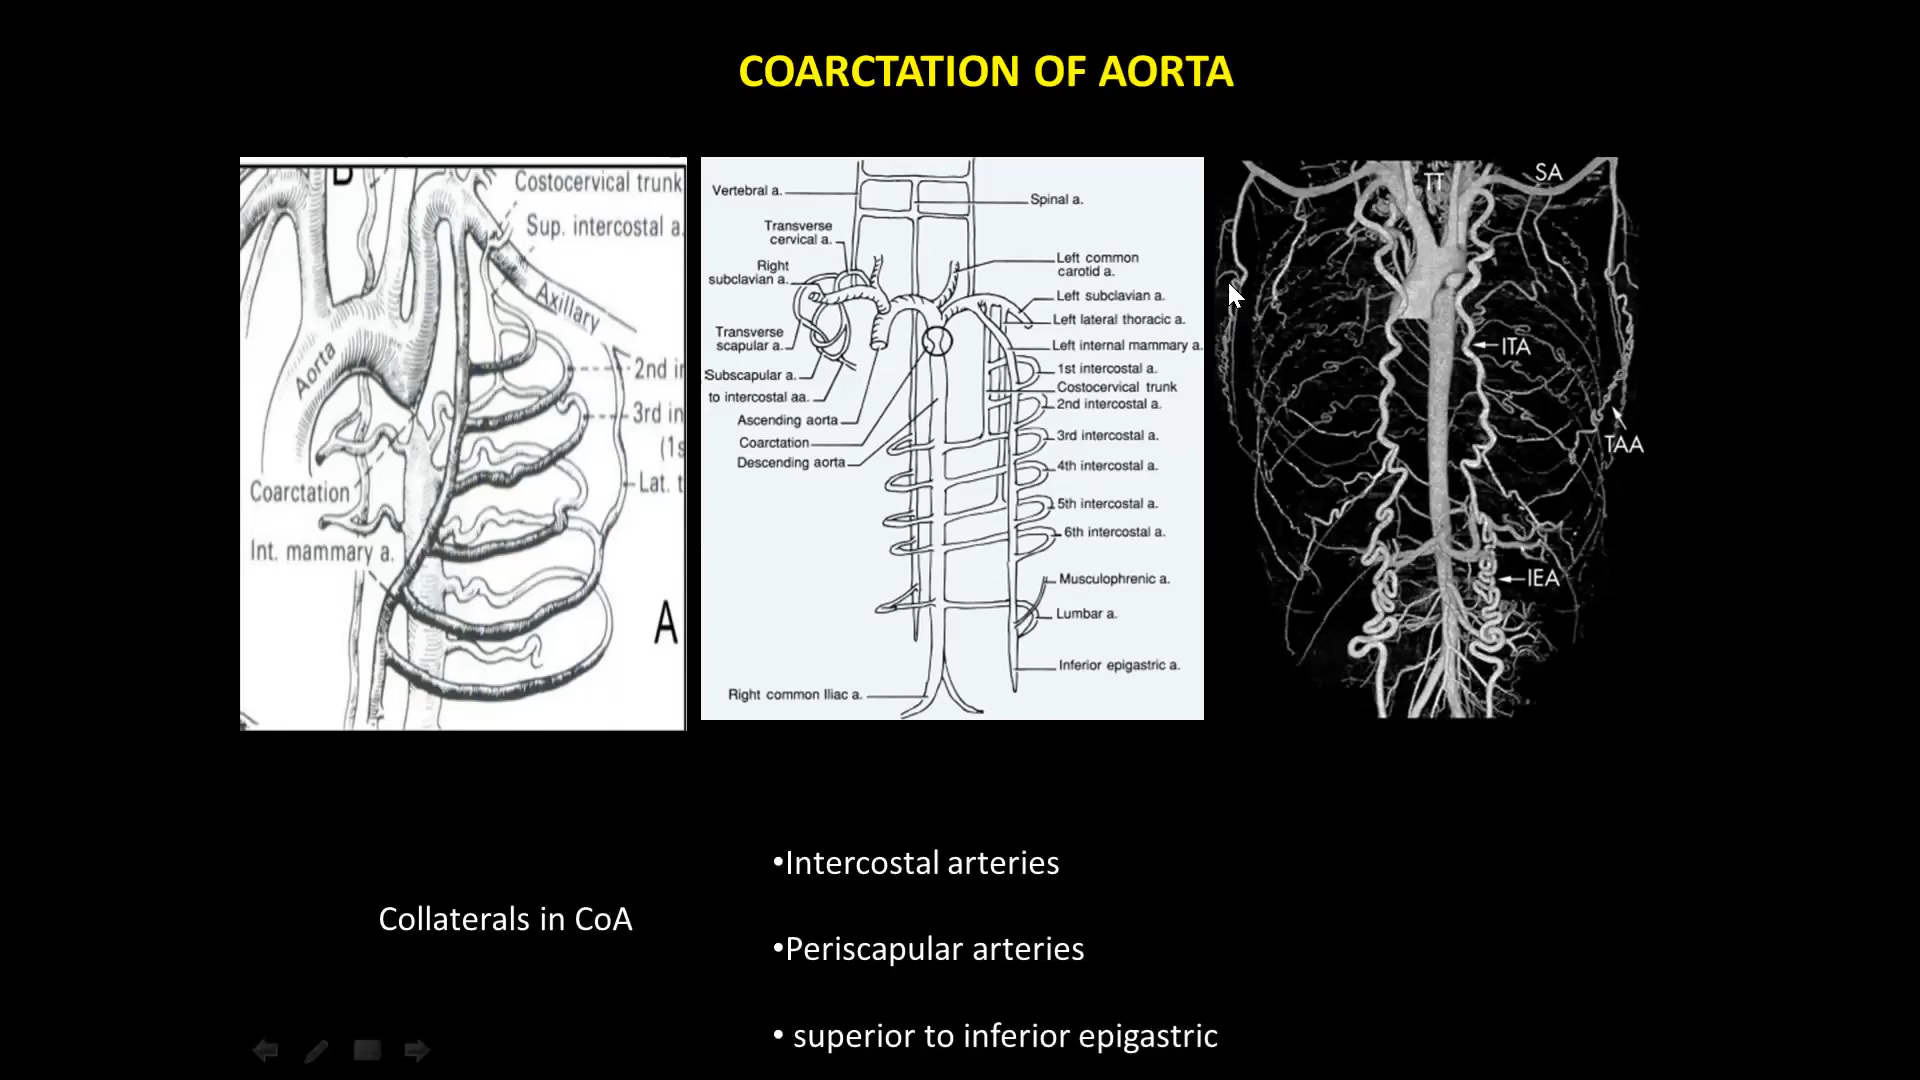 COARCTATION OF AORTA
Costocervical trunk
Sup. intercostal a.
Axillary
Aorta
2nd in
3rd in
(1s
Lat. t
Coarctation
Int. mammary a.
A
Vertebral a.
Spinal a.
Transverse
cervical a.
Right
subclavian a.
Left common
carotid a.
Left subclavian a.
Left lateral thoracic a.
Transverse
scapular a.
Left internal mammary a.
1st intercostal a.
Subscapular a.
Costocervical trunk
to intercostal aa.
2nd intercostal a.
Ascending aorta
Coarctation
3rd intercostal a.
Descending aorta
4th intercostal a.
5th intercostal a.
6th intercostal a.
Musculophrenic a.
Lumbar a.
Inferior epigastric a.
Right common Iliac a.
TT
SA
ITA
TAA
IEA
Collaterals in CoA
•Intercostal arteries
•Periscapular arteries
• superior to inferior epigastric